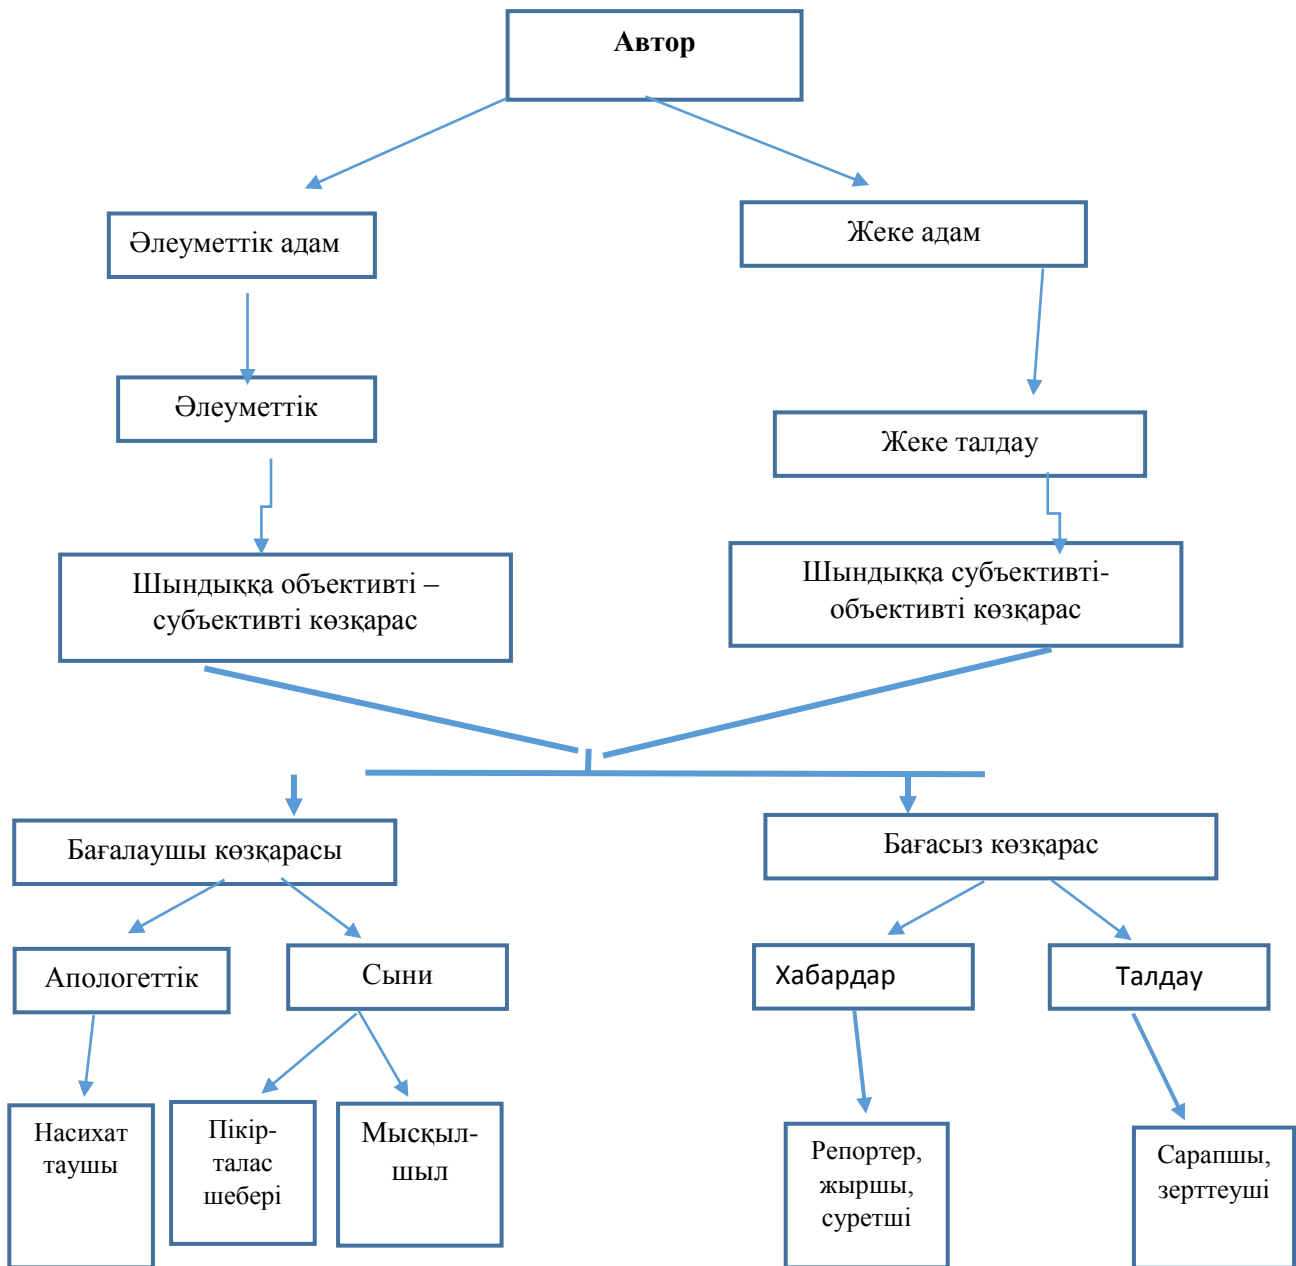 Автор
Әлеуметтік адам
Жеке адам
Әлеуметтік
Жеке талдау
Шындыққа объективті –
субъективті көзқарас
Шындыққа субъективті-
объективті көзқарас
Бағалаушы көзқарасы
Бағасыз көзқарас
Апологеттік
Сыни
Хабардар
Талдау
Насихат
таушы
Пікір-
талас
шебері
Мысқыл-
шыл
Репортер,
жыршы,
суретші
Сарапшы,
зерттеуші